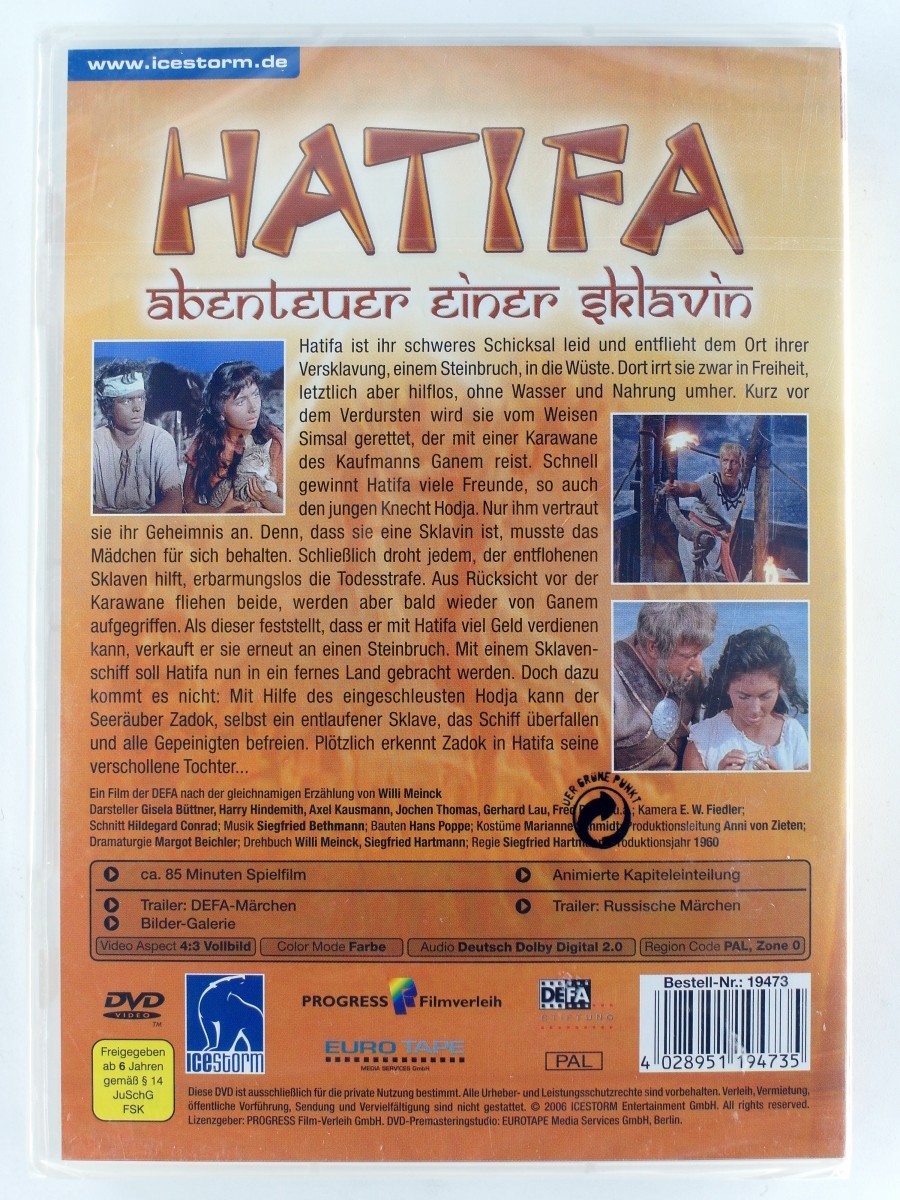 www.icestorm.de
HATIFA
abenteuer einer sklavin
Hatifa ist ihr schweres Schicksal leid und entflieht dem Ort ihrer
Versklavung, einem Steinbruch, in die Wüste. Dort irrt sie zwar in Freiheit,
letztlich aber hilflos, ohne Wasser und Nahrung umher. Kurz vor
dem Verdursten wird sie vom Weisen
Simsal gerettet, der mit einer Karawane
des Kaufmanns Ganem reist. Schnell
gewinnt Hatifa viele Freunde, so auch
den jungen Knecht Hodja. Nur ihm vertraut
sie ihr Geheimnis an. Denn, dass sie eine Sklavin ist, musste das
Mädchen für sich behalten. Schließlich droht jedem, der entflohenen
Sklaven hilft, erbarmungslos die Todesstrafe. Aus Rücksicht vor der
Karawane fliehen beide, werden aber bald wieder von Ganem
aufgegriffen. Als dieser feststellt, dass er mit Hatifa viel Geld verdienen
kann, verkauft er sie erneut an einen Steinbruch. Mit einem Sklaven-
schiff soll Hatifa nun in ein fernes Land gebracht werden. Doch dazu
kommt es nicht: Mit Hilfe des eingeschleusten Hodja kann der
Seeräuber Zadok, selbst ein entlaufener Sklave, das Schiff überfallen
und alle Gepeinigten befreien. Plötzlich erkennt Zadok in Hatifa seine
verschollene Tochter...
Ein Film der DEFA nach der gleichnamigen Erzählung von Willi Meinck
Darsteller Gisela Büttner, Harry Hindemith, Axel Kausmann, Jochen Thomas, Gerhard Lau, Fred u.a.; Kamera E. W. Fiedler;
Schnitt Hildegard Conrad; Musik Siegfried Bethmann; Bauten Hans Poppe; Kostüme Marianne Produktionsleitung Anni von Zieten;
Dramaturgie Margot Beichler; Drehbuch Willi Meinck, Siegfried Hartmann; Regie Siegfried Produktionsjahr 1960
DER GRÜNE PUNKT
ca. 85 Minuten Spielfilm
Animierte Kapiteleinteilung
Trailer: DEFA-Märchen
Trailer: Russische Märchen
Bilder-Galerie
Video Aspect 4:3 Vollbild
Color Mode Farbe
Audio Deutsch Dolby Digital 2.0
Region Code PAL, Zone 0
DVD
VIDEO
TM
ICESTORM
PROGRESS Filmverleih
EURO TAPE
MEDIA SERVICES GmbH
DEFA
STIFTUNG
PAL
Bestell-Nr.: 19473
4 028951 194735
Freigegeben
ab 6 Jahren
gemäß § 14
JuSchG
FSK
Diese DVD ist ausschließlich für die private Nutzung bestimmt. Alle Urheber- und Leistungsschutzrechte sind vorbehalten. Verleih, Vermietung,
öffentliche Vorführung, Sendung und Vervielfältigung sind nicht gestattet. © 2006 ICESTORM Entertainment GmbH. All rights reserved.
Lizenzgeber: PROGRESS Film-Verleih GmbH. DVD-Premasteringstudio: EUROTAPE Media Services GmbH, Berlin.